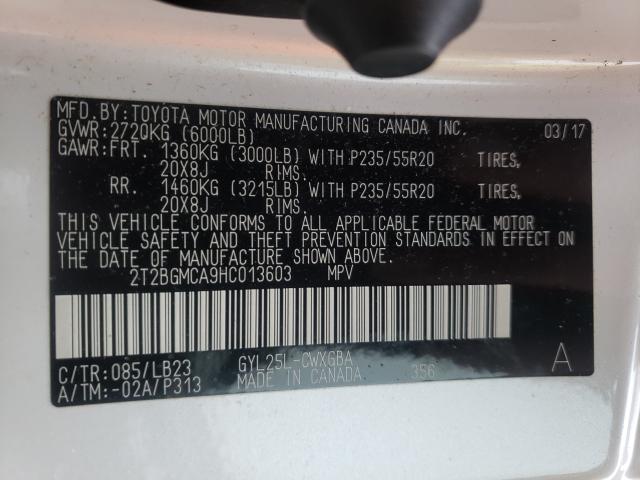 MFD.BY:TOYOTA MOTOR MANUFACTURING CANADA INC. 03/17
GVWR:2720KG (6000LB)
GAWR:FRT. 1360KG (3000LB) WITH P235/55R20 TIRES,
20X8J RIMS.
RR. 1460KG (3215LB) WITH P235/55R20 TIRES,
20X8J RIMS.
THIS VEHICLE CONFORMS TO ALL APPLICABLE FEDERAL MOTOR
VEHICLE SAFETY AND THEFT PREVENTION STANDARDS IN EFFECT ON
THE DATE OF MANUFACTURE SHOWN ABOVE.
2T2BGMCA9HC013603 MPV
C/TR:085/LB23 GYL25L-CWXGBA
A/TM:-02A/P313 MADE IN CANADA 356 A